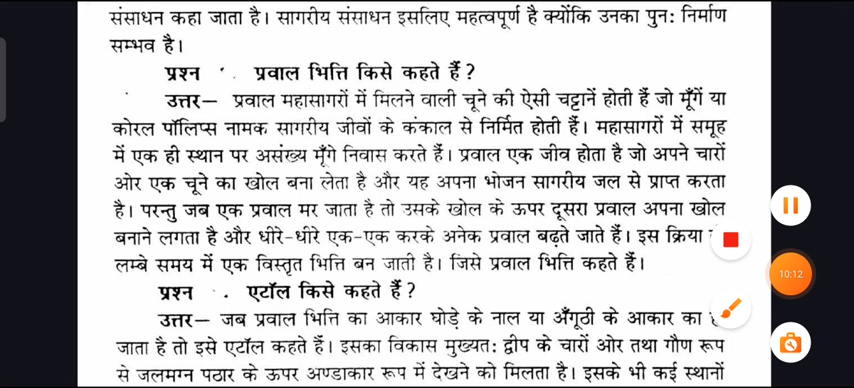 संसाधन कहा जाता है। सागरीय संसाधन इसलिए महत्वपूर्ण है क्योंकि उनका पुन: निर्माण
सम्भव है।
प्रश्न प्रवाल भित्ति किसे कहते हैं?
उत्तर— प्रवाल महासागरों में मिलने वाली चूने की ऐसी चट्टानें होती हैं जो मूँगें या
कोरल पॉलिप्स नामक सागरीय जीवों के कंकाल से निर्मित होती हैं। महासागरों में समूह
में एक ही स्थान पर असंख्य मूँगे निवास करते हैं। प्रवाल एक जीव होता है जो अपने चारों
ओर एक चूने का खोल बना लेता है और यह अपना भोजन सागरीय जल से प्राप्त करता
है। परन्तु जब एक प्रवाल मर जाता है तो उसके खोल के ऊपर दूसरा प्रवाल अपना खोल
बनाने लगता है और धीरे-धीरे एक-एक करके अनेक प्रवाल बढ़ते जाते हैं। इस क्रिया
लम्बे समय में एक विस्तृत भित्ति बन जाती है। जिसे प्रवाल भित्ति कहते हैं।
10:12
प्रश्न . एटॉल किसे कहते हैं?
उत्तर— जब प्रवाल भित्ति का आकार घोड़े के नाल या अँगूठी के आकार का
जाता है तो इसे एटॉल कहते हैं। इसका विकास मुख्यत: द्वीप के चारों ओर तथा गौण रूप
से जलमग्न पठार के ऊपर अण्डाकार रूप में देखने को मिलता है। इसके भी कई स्थानों